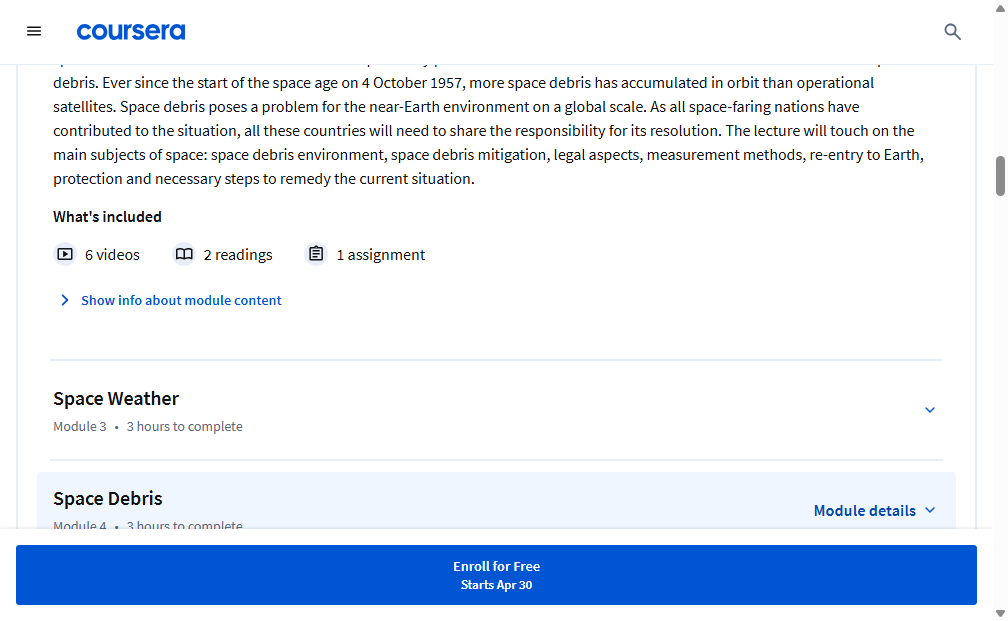 coursera
debris. Ever since the start of the space age on 4 October 1957, more space debris has accumulated in orbit than operational
satellites. Space debris poses a problem for the near-Earth environment on a global scale. As all space-faring nations have
contributed to the situation, all these countries will need to share the responsibility for its resolution. The lecture will touch on the
main subjects of space: space debris environment, space debris mitigation, legal aspects, measurement methods, re-entry to Earth,
protection and necessary steps to remedy the current situation.
What's included
6 videos
2 readings
1 assignment
Show info about module content
Space Weather
Module 3 • 3 hours to complete
Space Debris
Module details
Module 4 • 3 hours to complete
Enroll for Free
Starts Apr 30